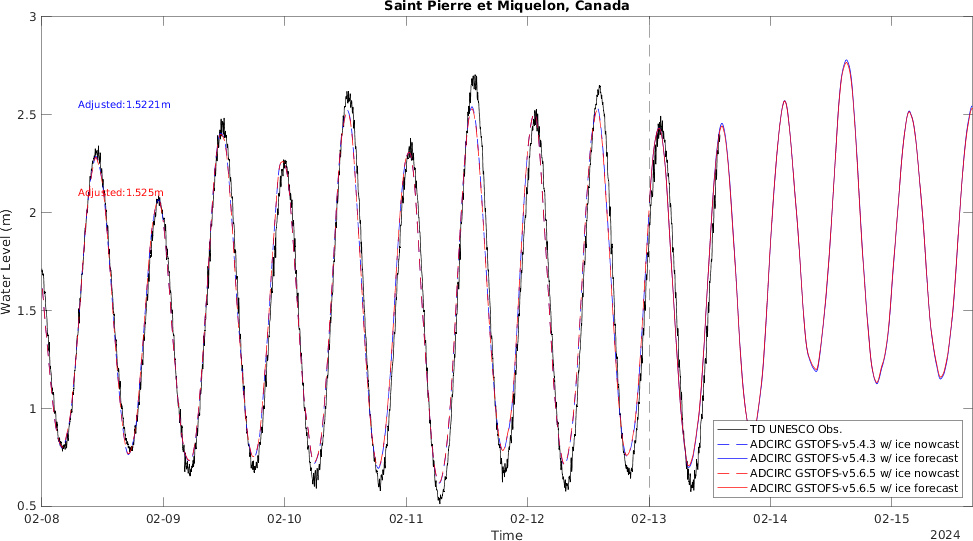 Saint Pierre et Miquelon, Canada
3
2.5
2
1.5
1
0.5
Water Level (m)
Adjusted:1.5221m
Adjusted:1.525m
TD UNESCO Obs.
ADCIRC GSTOFS-v5.4.3 w/ ice nowcast
ADCIRC GSTOFS-v5.4.3 w/ ice forecast
ADCIRC GSTOFS-v5.6.5 w/ ice nowcast
ADCIRC GSTOFS-v5.6.5 w/ ice forecast
02-08 02-09 02-10 02-11 02-12 02-13 02-14 02-15
Time
2024